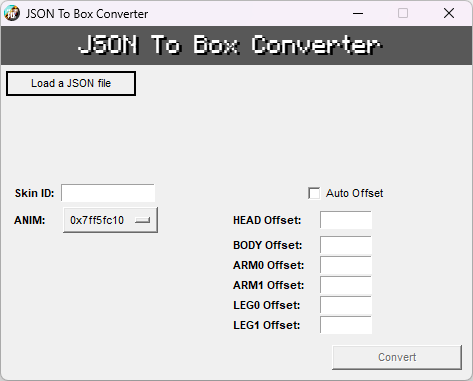 JSON To Box Converter
JSON To Box Converter
Load a JSON file
Skin ID:
Auto Offset
ANIM: 0x7ff5fc10
HEAD Offset:
BODY Offset:
ARM0 Offset:
ARM1 Offset:
LEG0 Offset:
LEG1 Offset:
Convert